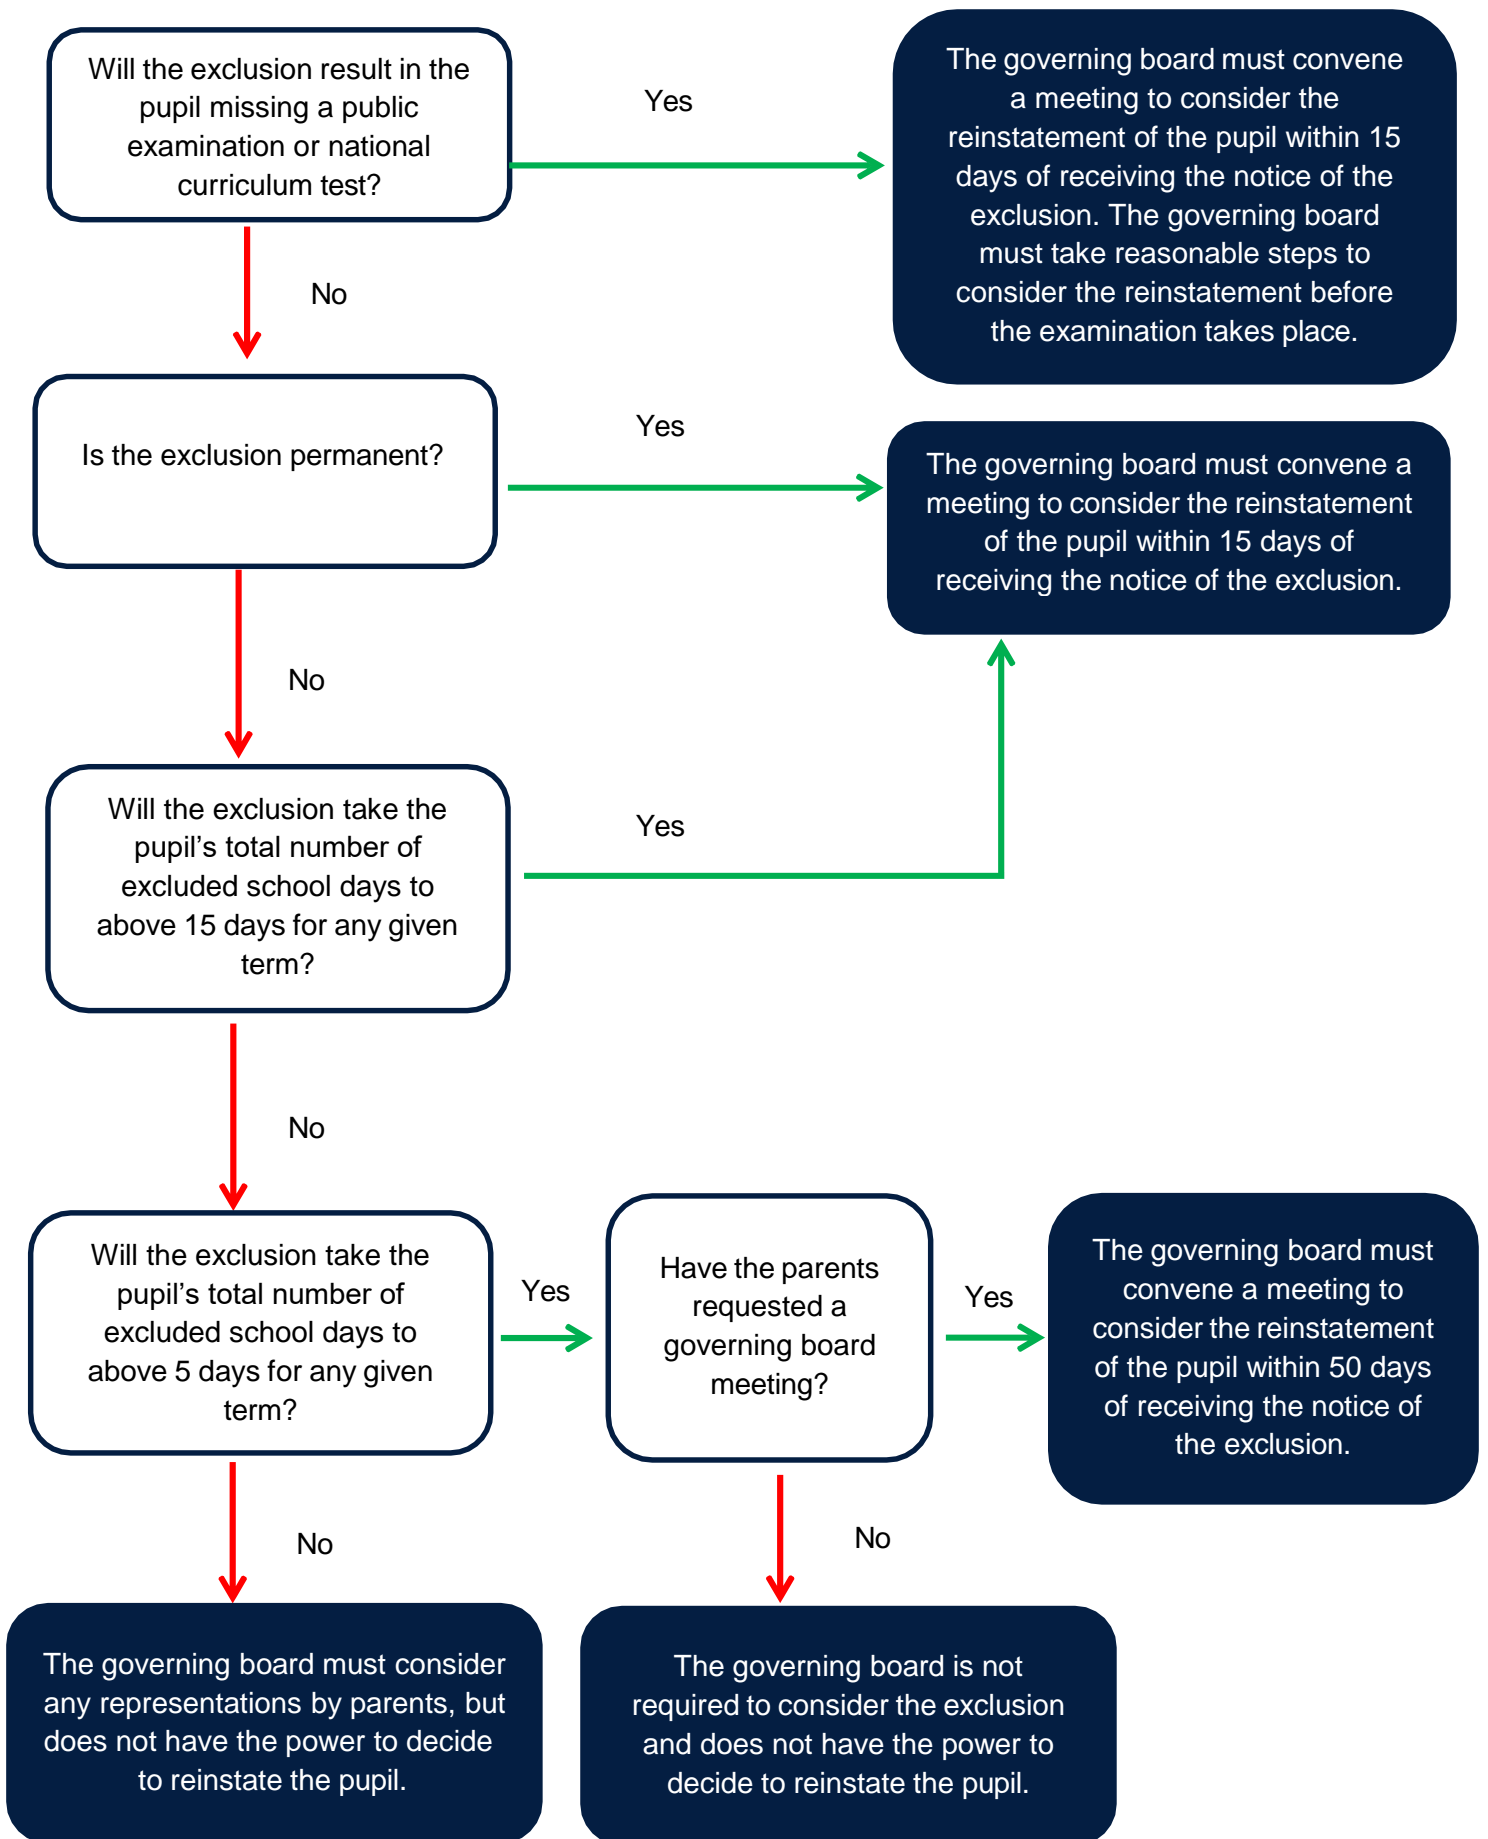 Will the exclusion result in the
pupil missing a public
examination or national
curriculum test?
Yes
The governing board must convene
a meeting to consider the
reinstatement of the pupil within 15
days of receiving the notice of the
exclusion. The governing board
must take reasonable steps to
consider the reinstatement before
the examination takes place.
No
Is the exclusion permanent?
Yes
The governing board must convene a
meeting to consider the reinstatement
of the pupil within 15 days of
receiving the notice of the exclusion.
No
Will the exclusion take the
pupil’s total number of
excluded school days to
above 15 days for any given
term?
Yes
No
Will the exclusion take the
pupil’s total number of
excluded school days to
above 5 days for any given
term?
Yes
Have the parents
requested a
governing board
meeting?
Yes
The governing board must
convene a meeting to
consider the reinstatement
of the pupil within 50 days
of receiving the notice of
the exclusion.
No
No
The governing board must consider
any representations by parents, but
does not have the power to decide
to reinstate the pupil.
The governing board is not
required to consider the exclusion
and does not have the power to
decide to reinstate the pupil.